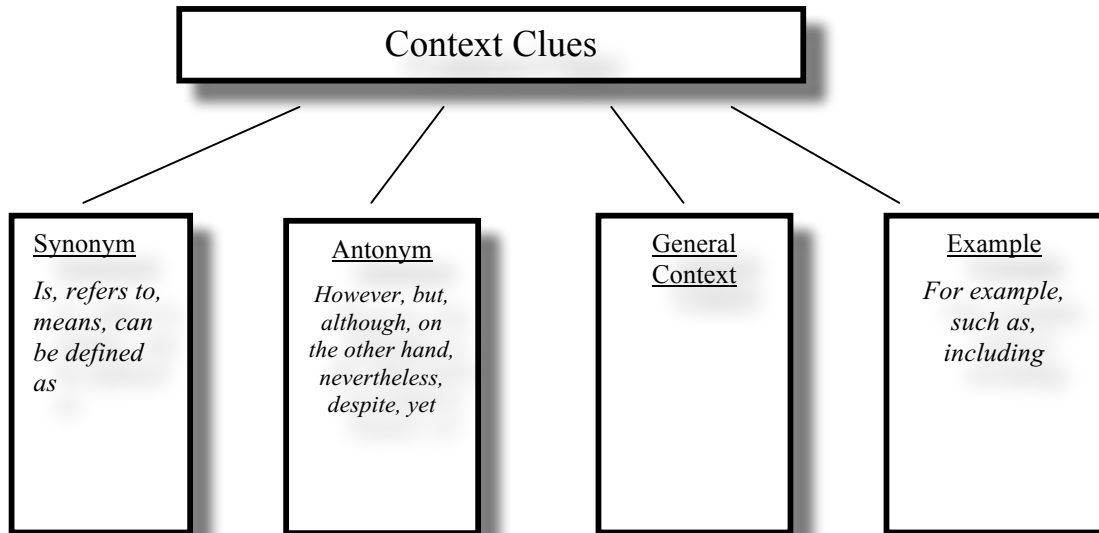 Context Clues
Synonym
Is, refers to,
means, can
be defined
as
Antonym
However, but,
although, on
the other hand,
nevertheless,
despite, yet
General
Context
Example
For example,
such as,
including